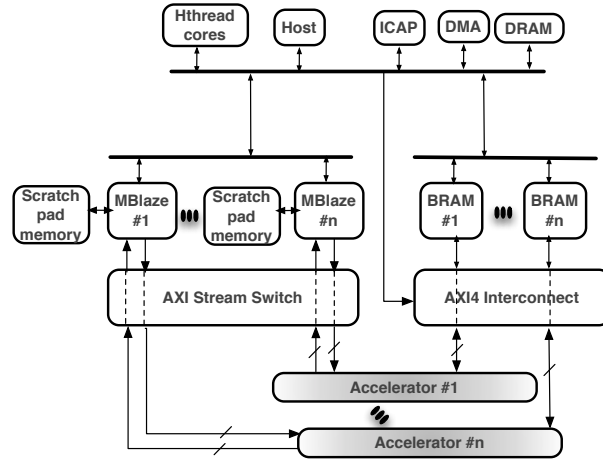 Hthread
cores
Host
ICAP
DMA
DRAM
Scratch
pad
memory
MBlaze
#1
Scratch
pad
memory
MBlaze
#n
BRAM
#1
BRAM
#n
AXI Stream Switch
AXI4 Interconnect
Accelerator #1
Accelerator #n